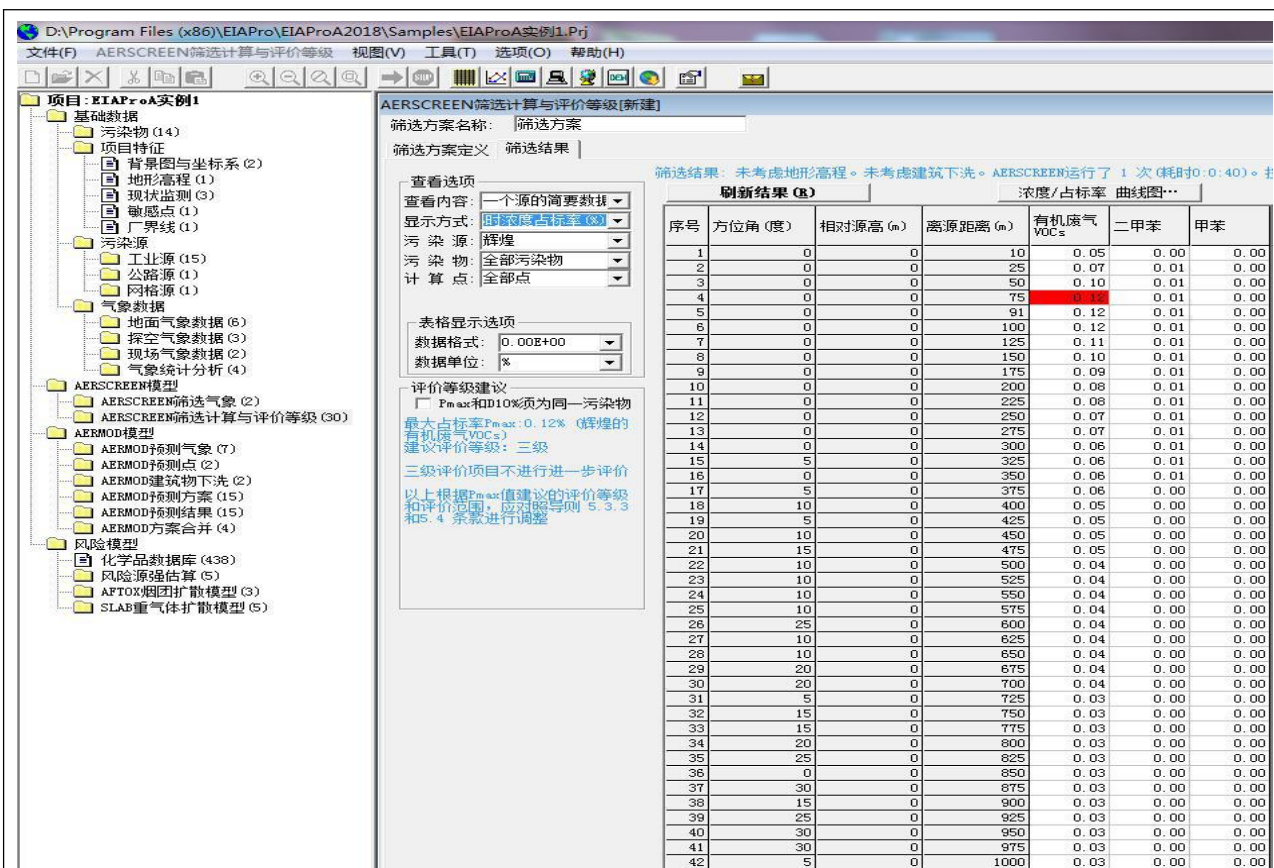 D:\Program Files (x86)\EIAPro\EIAProA2018\Samples\EIAProA实例1.Prj
文件(F) AERSCREEN筛选计算与评价等级 视图(V) 工具(T) 选项(O) 帮助(H)
项目:EIAProA实例1
基础数据
污染物(14)
项目特征
背景图与坐标系(2)
地形高程(1)
现状监测(3)
敏感点(1)
厂界线(1)
污染源
工业源(15)
公路源(1)
网格源(1)
气象数据
地面气象数据(6)
探空气象数据(3)
现场气象数据(2)
气象统计分析(4)
AERSCREEN模型
AERSCREEN筛选气象(2)
AERSCREEN筛选计算与评价等级(30)
AERMOD模型
AERMOD预测气象(7)
AERMOD预测点(2)
AERMOD建筑物下洗(2)
AERMOD预测方案(15)
AERMOD预测结果(15)
AERMOD方案合并(4)
风险模型
化学品数据库(438)
风险源强估算(5)
AFTOX烟团扩散模型(3)
SLAB重气体扩散模型(5)
AERSCREEN筛选计算与评价等级[新建]
筛选方案名称: 筛选方案
筛选方案定义 筛选结果
查看选项
查看内容: 一个源的简要数据
显示方式: 时浓度占标率(%)
污 染 源: 辉煌
污 染 物: 全部污染物
计 算 点: 全部点
表格显示选项
数据格式: 0.00E+00
数据单位: %
评价等级建议
Pmax和D10%须为同一污染物
最大占标率Pmax:0.12% (辉煌的
有机废气VOCs)
建议评价等级: 三级
三级评价项目不进行进一步评价
以上根据Pmax值建议的评价等级
和评价范围,应对照导则 5.3.3
和5.4 条款进行调整
筛选结果: 未考虑地形高程。未考虑建筑下洗。AERSCREEN运行了 1 次(耗时0:0:40)。
刷新结果(R) 浓度/占标率 曲线图…
序号 方位角(度) 相对源高(m) 离源距离(m) 有机废气VOCs 二甲苯 甲苯
1 0 0 10 0.05 0.00 0.00
2 0 0 25 0.07 0.01 0.00
3 0 0 50 0.10 0.01 0.00
4 0 0 75 0.12 0.01 0.00
5 0 0 91 0.12 0.01 0.00
6 0 0 100 0.12 0.01 0.00
7 0 0 125 0.11 0.01 0.00
8 0 0 150 0.10 0.01 0.00
9 0 0 175 0.09 0.01 0.00
10 0 0 200 0.08 0.01 0.00
11 0 0 225 0.08 0.01 0.00
12 0 0 250 0.07 0.01 0.00
13 0 0 275 0.07 0.01 0.00
14 0 0 300 0.06 0.01 0.00
15 5 0 325 0.06 0.01 0.00
16 0 0 350 0.06 0.01 0.00
17 5 0 375 0.06 0.00 0.00
18 10 0 400 0.05 0.00 0.00
19 5 0 425 0.05 0.00 0.00
20 10 0 450 0.05 0.00 0.00
21 15 0 475 0.05 0.00 0.00
22 10 0 500 0.04 0.00 0.00
23 10 0 525 0.04 0.00 0.00
24 10 0 550 0.04 0.00 0.00
25 10 0 575 0.04 0.00 0.00
26 25 0 600 0.04 0.00 0.00
27 10 0 625 0.04 0.00 0.00
28 10 0 650 0.04 0.00 0.00
29 20 0 675 0.04 0.00 0.00
30 20 0 700 0.04 0.00 0.00
31 5 0 725 0.03 0.00 0.00
32 15 0 750 0.03 0.00 0.00
33 15 0 775 0.03 0.00 0.00
34 20 0 800 0.03 0.00 0.00
35 25 0 825 0.03 0.00 0.00
36 0 0 850 0.03 0.00 0.00
37 30 0 875 0.03 0.00 0.00
38 15 0 900 0.03 0.00 0.00
39 25 0 925 0.03 0.00 0.00
40 30 0 950 0.03 0.00 0.00
41 30 0 975 0.03 0.00 0.00
42 5 0 1000 0.03 0.00 0.00